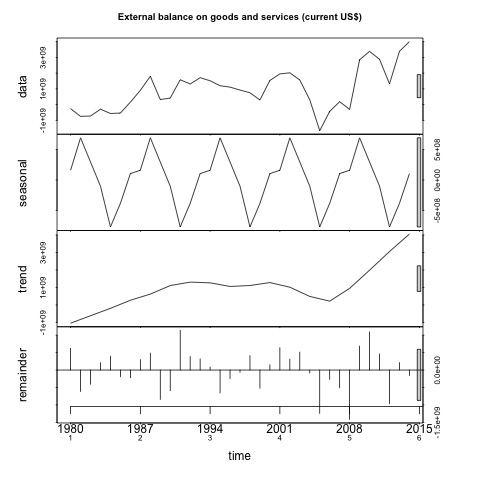 External balance on goods and services (current US$)
data
-1e+09 1e+09 3e+09
seasonal
-5e+08 0e+00 5e+08
trend
-1e+09 1e+09 3e+09
remainder
-1.5e+09 0.0e+00
1980 1987 1994 2001 2008 2015
1 2 3 4 5 6
time